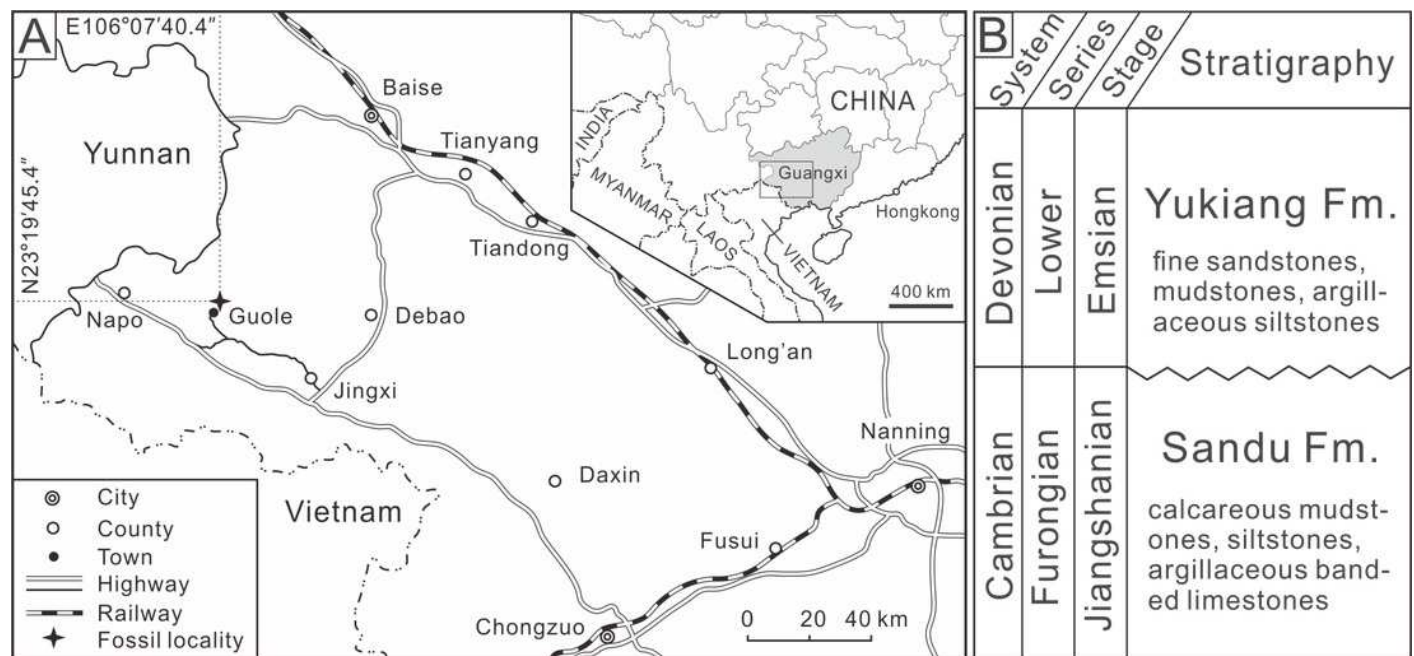 A
E106°07′40.4″
N23°19′45.4″
Baise
Tianyang
Yunnan
Tiandong
Napo
Guole
Debao
Jingxi
Long’an
Nanning
Daxin
Vietnam
Fusui
Chongzuo
0 20 40 km
City
County
Town
Highway
Railway
Fossil locality
CHINA
INDIA
Guangxi
MYANMAR
Hongkong
LAOS
VIETNAM
400 km
B
System
Series
Stage
Stratigraphy
Devonian
Lower
Emsian
Yukiang Fm.
fine sandstones,
mudstones, argill-
aceous siltstones
Cambrian
Furongian
Jiangshanian
Sandu Fm.
calcareous mudst-
ones, siltstones,
argillaceous band-
ed limestones